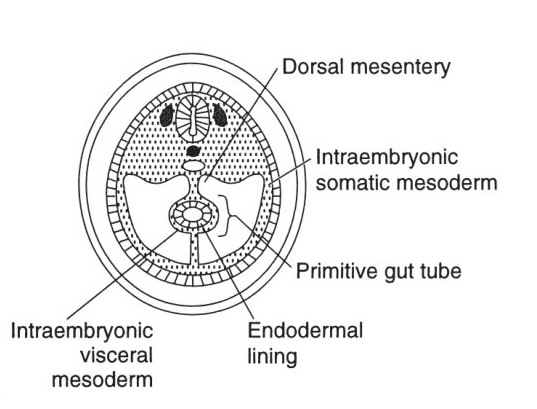 Dorsal mesentery
Intraembryonic
somatic mesoderm
Primitive gut tube
Intraembryonic
visceral
mesoderm
Endodermal
lining